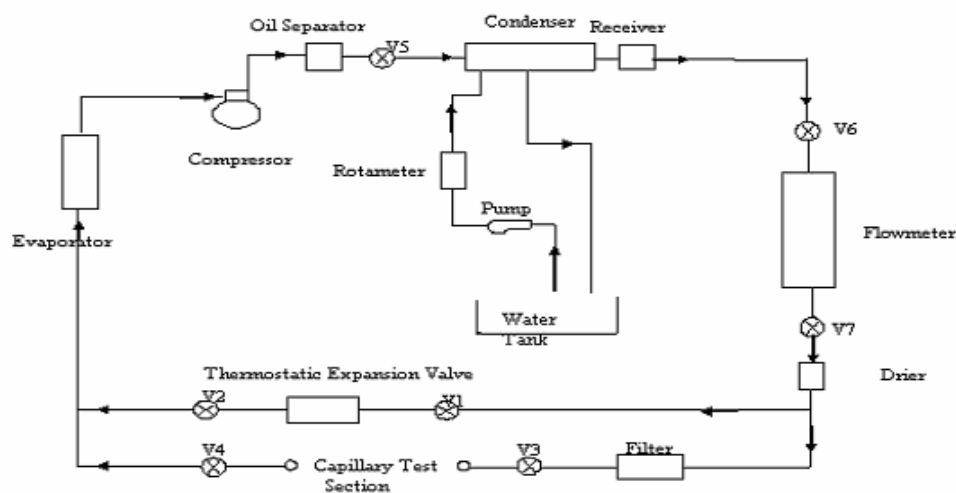 Condenser
Oil Separator
Receiver
V5
V6
Compressor
Rotameter
Pump
Evaporator
Flowmeter
Water
Tank
V7
Thermostatic Expansion Valve
Drier
V2
V1
V4
Capillary Test
Section
V3
Filter